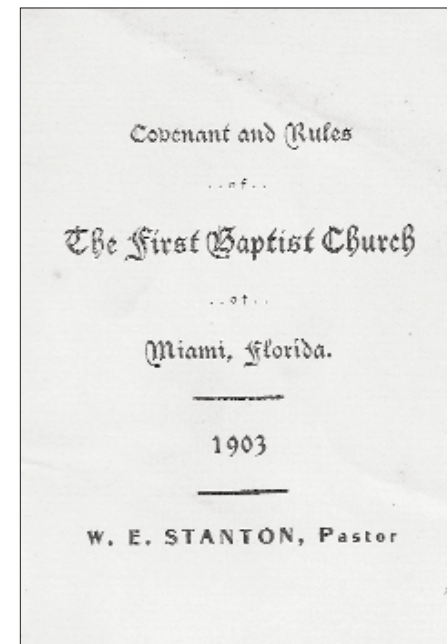 Covenant and Rules
..of..
The First Baptist Church
..of..
Miami, Florida.
1903
W. E. STANTON, Pastor